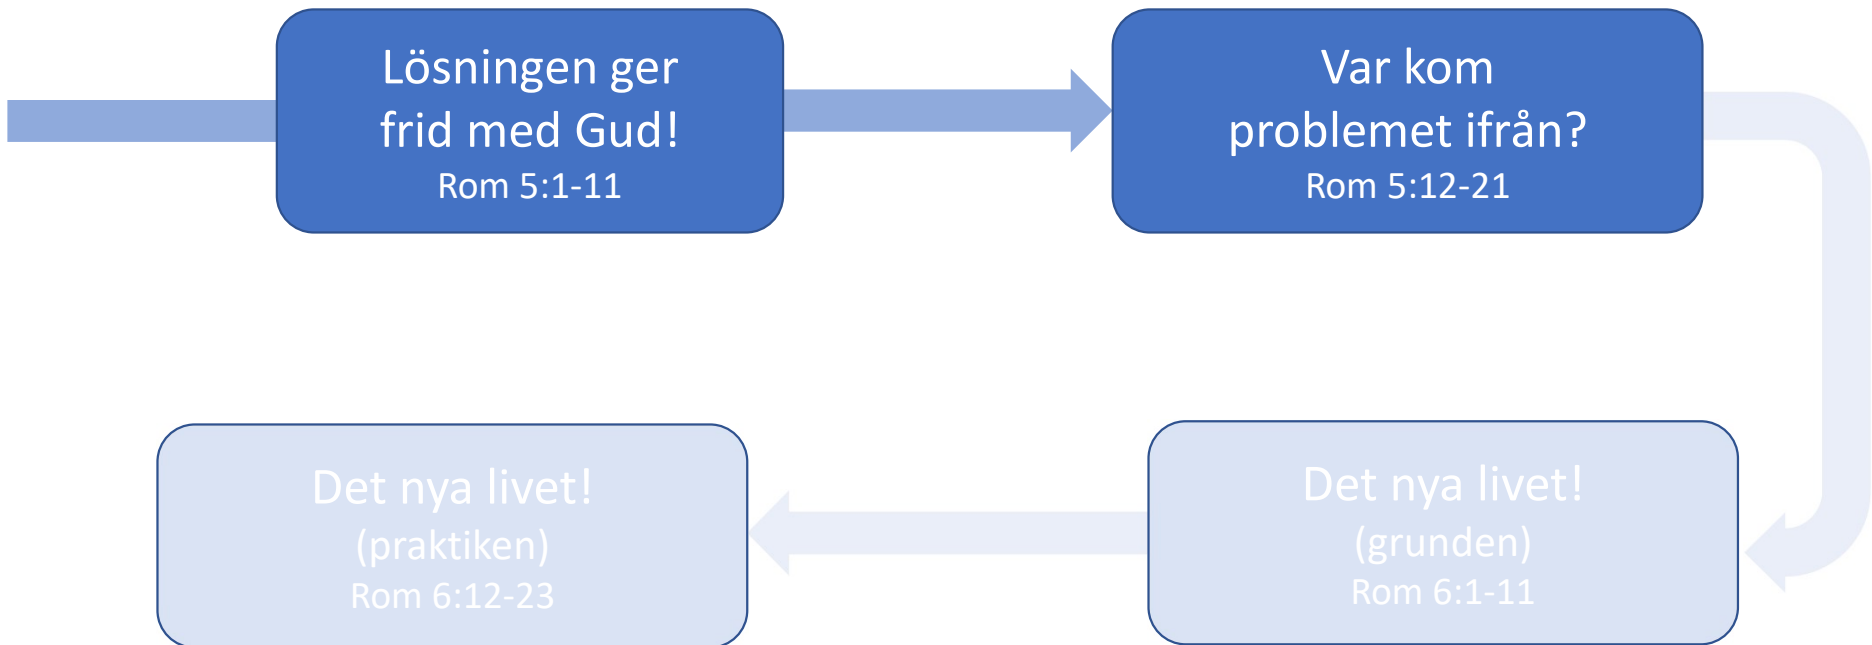 Lösningen ger
frid med Gud!
Rom 5:1-11
Var kom
problemet ifrån?
Rom 5:12-21
Det nya livet!
(grunden)
Rom 6:1-11
Det nya livet!
(praktiken)
Rom 6:12-23